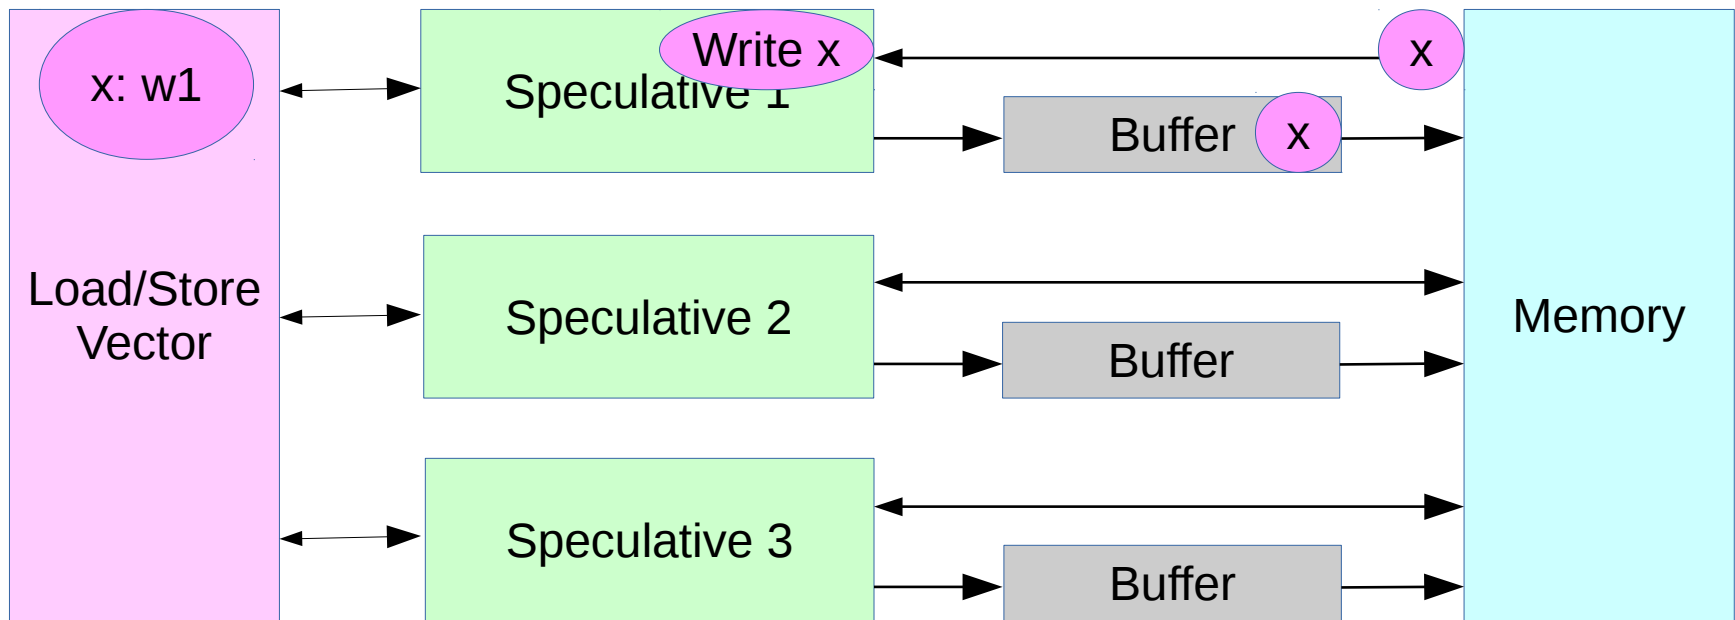 x: w1
Write x
x
Speculative 1
Buffer
x
Load/Store
Vector
Speculative 2
Buffer
Memory
Speculative 3
Buffer